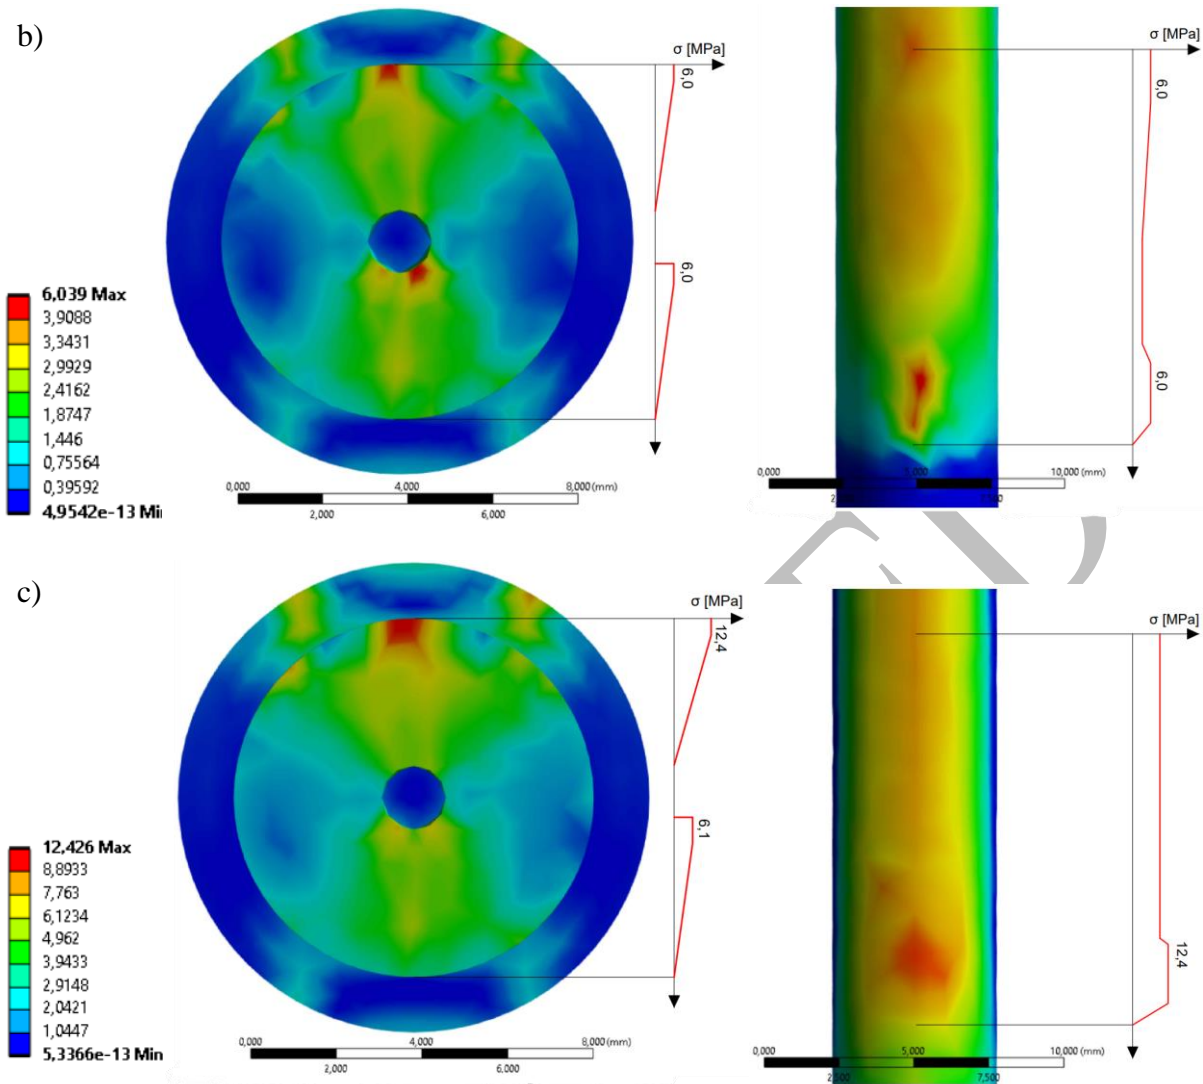 b)
σ [MPa]
6,0
6,0
6,039 Max
3,9088
3,3431
2,9929
2,4162
1,8747
1,446
0,75564
0,39592
4,9542e-13 Min
0,000 4,000 8,000 (mm)
2,000 6,000
σ [MPa]
6,0
6,0
0,000 5,000 10,000 (mm)
2,500 7,500
c)
σ [MPa]
12,4
6,1
12,426 Max
8,8933
7,763
6,1234
4,962
3,9433
2,9148
2,0421
1,0447
5,3366e-13 Min
0,000 4,000 8,000 (mm)
2,000 6,000
σ [MPa]
12,4
0,000 5,000 10,000 (mm)
2,500 7,500